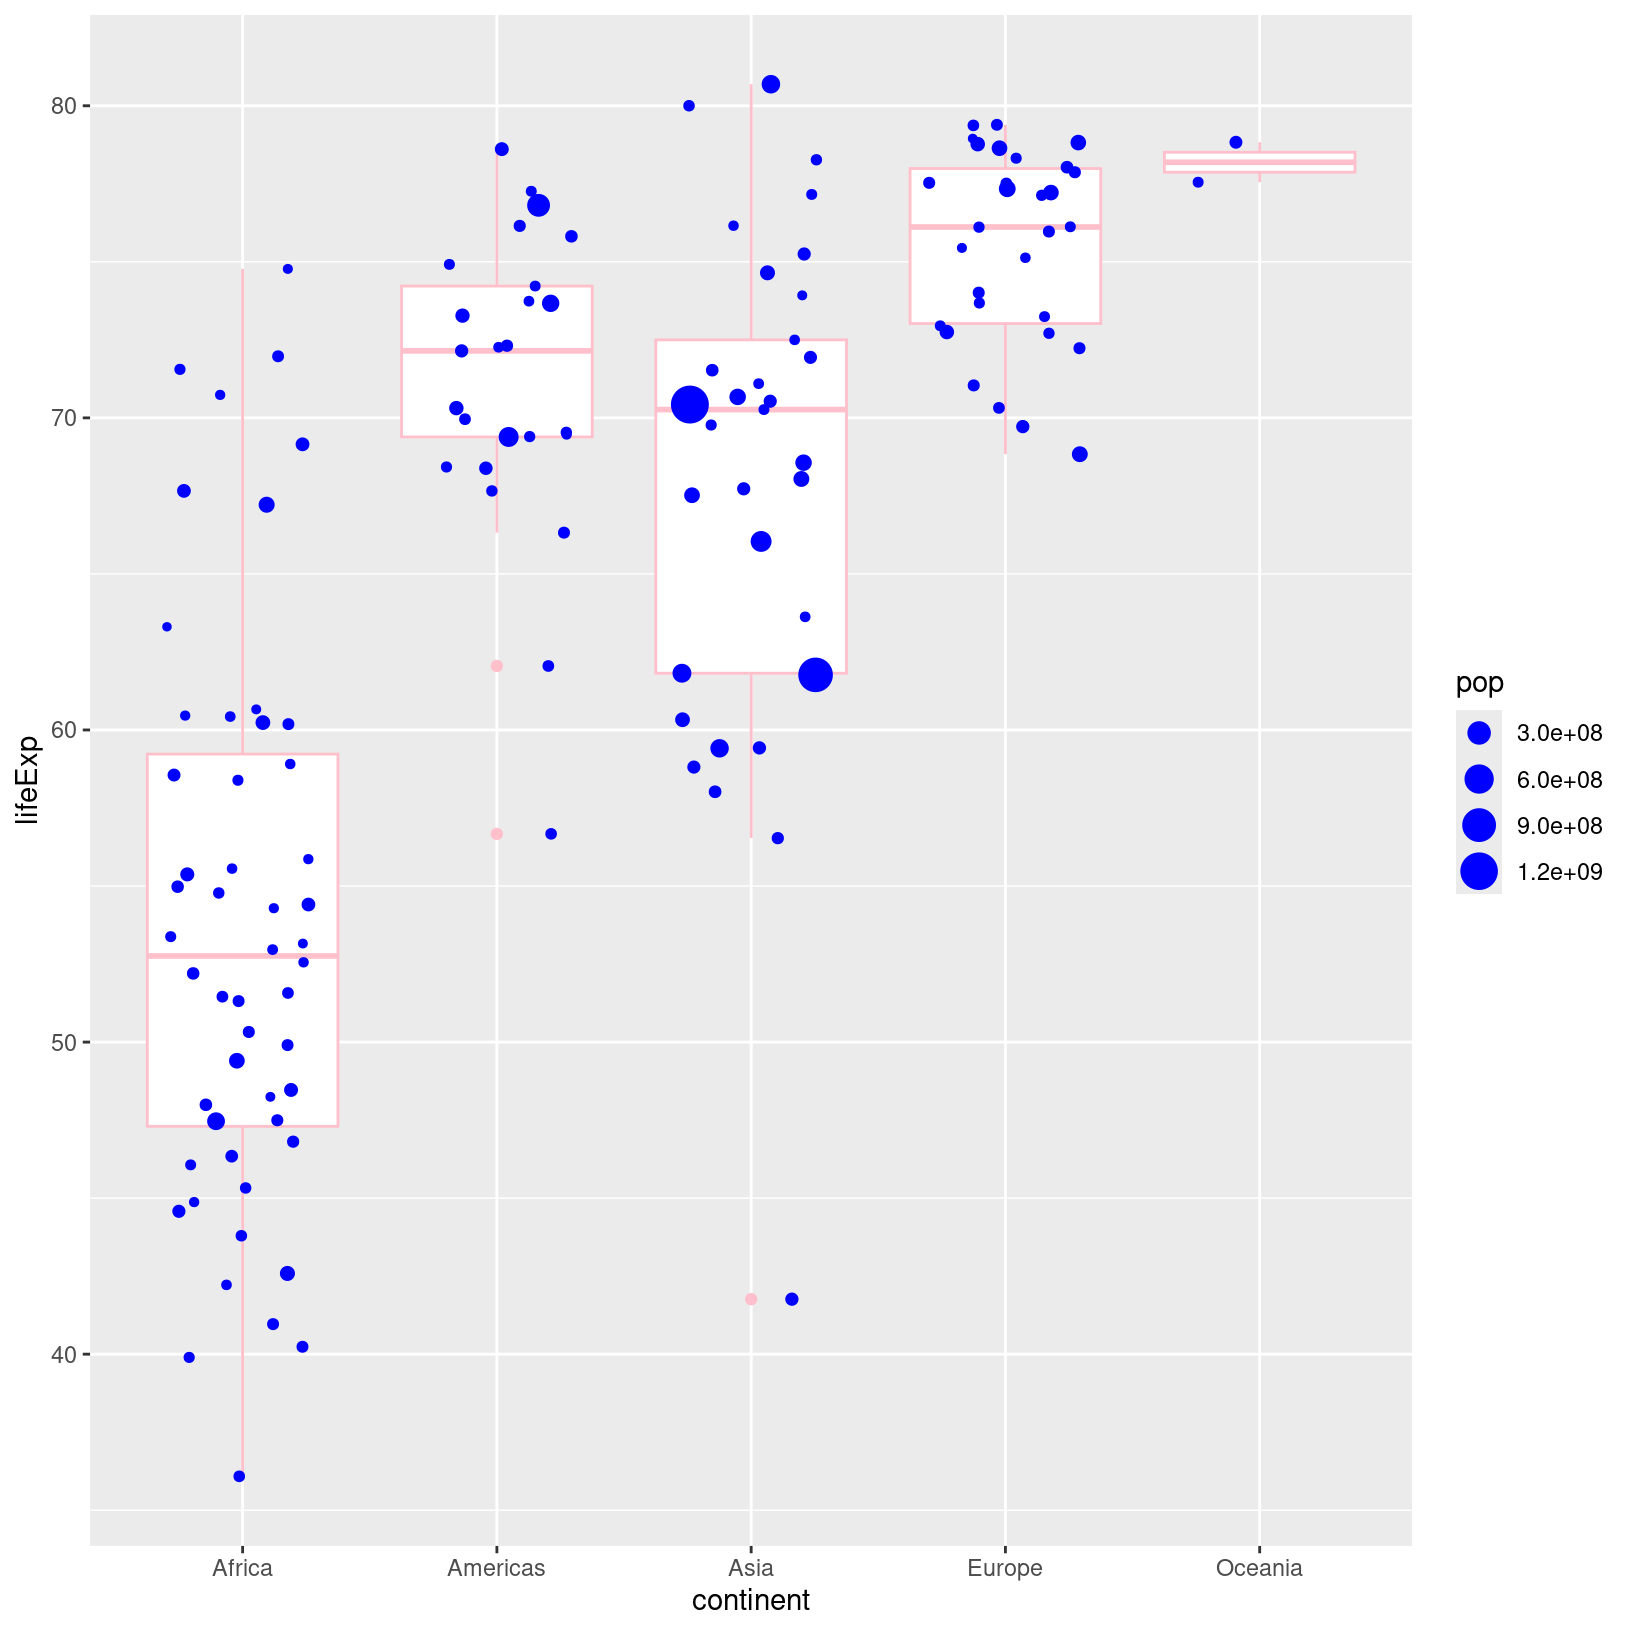 80
70
60
50
40
lifeExp
Africa Americas Asia Europe Oceania
continent
pop
3.0e+08
6.0e+08
9.0e+08
1.2e+09